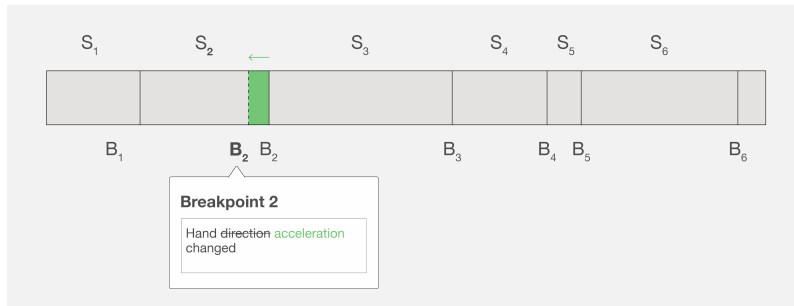 S1 S2 S3 S4 S5 S6
B1 B2 B2 B3 B4 B5 B6
Breakpoint 2
Hand direction acceleration
changed